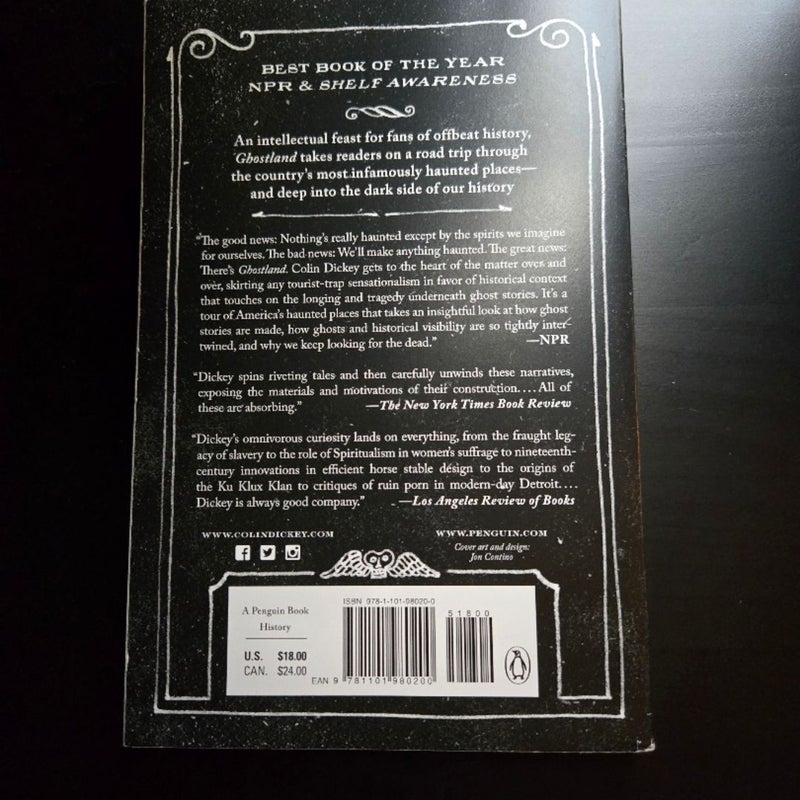 BEST BOOK OF THE YEAR
NPR & SHELF AWARENESS
An intellectual feast for fans of offbeat history,
Ghostland takes readers on a road trip through
the country's most infamously haunted places—
and deep into the dark side of our history
"The good news: Nothing's really haunted except by the spirits we imagine
for ourselves. The bad news: We'll make anything haunted. The great news:
There's Ghostland. Colin Dickey gets to the heart of the matter over and
over, skirting any tourist-trap sensationalism in favor of historical context
that touches on the longing and tragedy underneath ghost stories. It's a
tour of America's haunted places that takes an insightful look at how ghost
stories are made, how ghosts and historical visibility are so tightly inter-
twined, and why we keep looking for the dead." —NPR
"Dickey spins riveting tales and then carefully unwinds these narratives,
exposing the materials and motivations of their construction.... All of
these are absorbing." —The New York Times Book Review
"Dickey's omnivorous curiosity lands on everything, from the fraught leg-
acy of slavery to the role of Spiritualism in women's suffrage to nineteenth-
century innovations in efficient horse stable design to the origins of
the Ku Klux Klan to critiques of ruin porn in modern-day Detroit....
Dickey is always good company." —Los Angeles Review of Books
WWW.COLINDICKEY.COM WWW.PENGUIN.COM
Cover art and design:
Jon Contino
A Penguin Book
History
U.S. $18.00
CAN. $24.00
ISBN 978-1-101-98020-0
51800
EAN 9 781101 980200